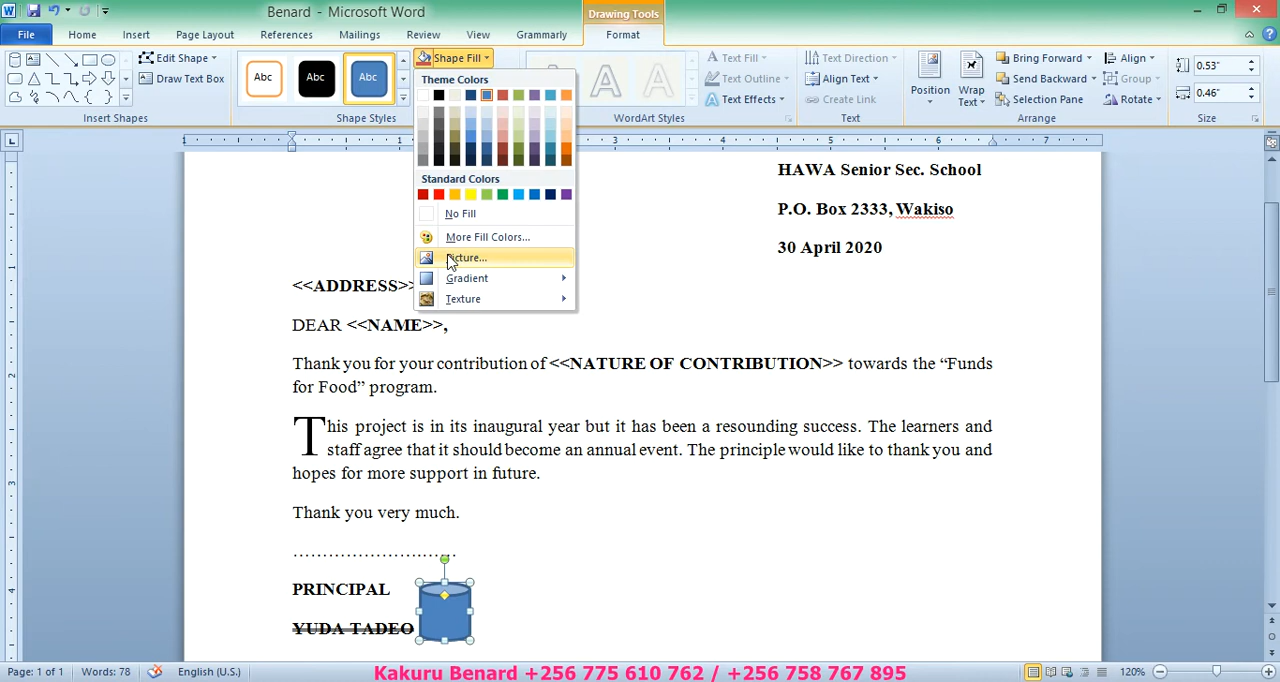 Benard - Microsoft Word
Drawing Tools
File Home Insert Page Layout References Mailings Review View Grammarly Format
Edit Shape
Draw Text Box
Insert Shapes
Abc Abc Abc
Shape Styles
Shape Fill
Theme Colors
Standard Colors
No Fill
More Fill Colors...
Picture...
Gradient
Texture
A A A
WordArt Styles
Text Fill
Text Outline
Text Effects
Text Direction
Align Text
Create Link
Text
Position
Wrap
Text
Bring Forward
Send Backward
Selection Pane
Align
Group
Rotate
Arrange
0.53"
0.46"
Size
HAWA Senior Sec. School
P.O. Box 2333, Wakiso
30 April 2020
<<ADDRESS>>
DEAR <<NAME>>,
Thank you for your contribution of <<NATURE OF CONTRIBUTION>> towards the “Funds
for Food” program.
This project is in its inaugural year but it has been a resounding success. The learners and
staff agree that it should become an annual event. The principle would like to thank you and
hopes for more support in future.
Thank you very much.
………………………
PRINCIPAL
YUDA TADEO
Page: 1 of 1 Words: 78 English (U.S.) 120%
Kakuru Benard +256 775 610 762 / +256 758 767 895